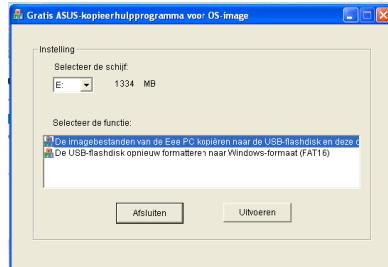 Gratis ASUS-kopieerhulpprogramma voor OS-image
Instelling
Selecteer de schijf:
E: 1334 MB
Selecteer de functie:
De imagebestanden van de Eee PC kopiëren naar de USB-flashdisk en deze
De USB-flashdisk opnieuw formatteren naar Windows-formaat (FAT16)
Afsluiten Uitvoeren